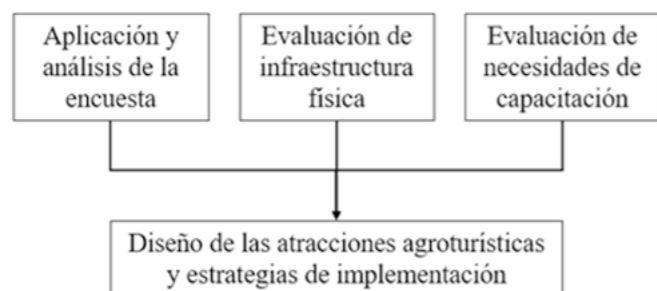 Aplicación y
análisis de la
encuesta
Evaluación de
infraestructura
física
Evaluación de
necesidades de
capacitación
Diseño de las atracciones agroturísticas
y estrategias de implementación